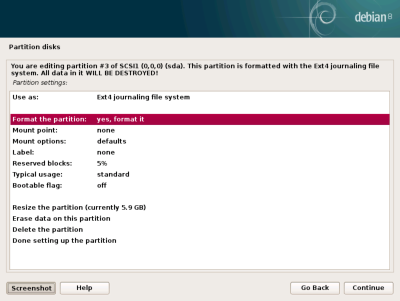 debian 8
Partition disks
You are editing partition #3 of SCSI1 (0,0,0) (sda). This partition is formatted with the Ext4 journaling file
system. All data in it WILL BE DESTROYED!
Partition settings:
Use as: Ext4 journaling file system
Format the partition: yes, format it
Mount point: none
Mount options: defaults
Label: none
Reserved blocks: 5%
Typical usage: standard
Bootable flag: off
Resize the partition (currently 5.9 GB)
Erase data on this partition
Delete the partition
Done setting up the partition
Screenshot Help Go Back Continue